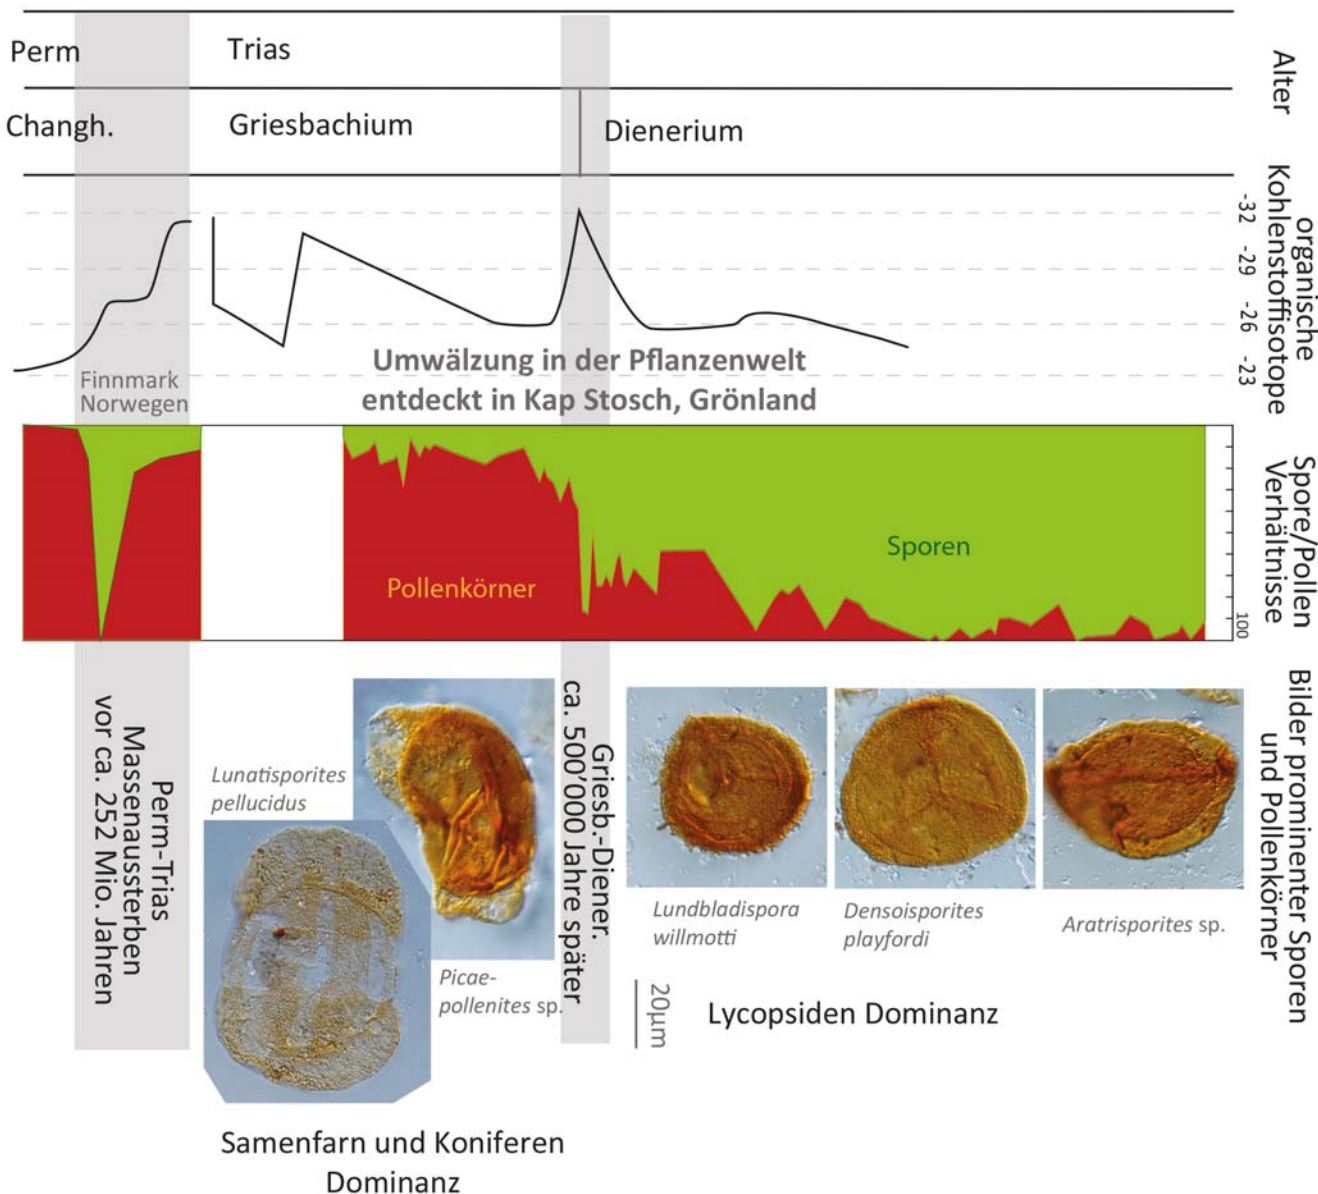 Perm
Trias
Alter
Changh.
Griesbachium
Dienerium
organische
Kohlenstoffisotope
-32
-29
-26
-23
Umwälzung in der Pflanzenwelt
entdeckt in Kap Stosch, Grönland
Finnmark
Norwegen
Spore/Pollen
Verhältnisse
Sporen
Pollenkörner
100
Perm-Trias
Massenaussterben
vor ca. 252 Mio. Jahren
Lunatisporites
pellucidus
Picae-
pollenites sp.
Griesb.-Diener.
ca. 500'000 Jahre später
Lundbladispora
willmotti
Densoisporites
playfordi
Aratrisporites sp.
Bilder prominenter Sporen
und Pollenkörner
20µm
Lycopsiden Dominanz
Samenfarn und Koniferen
Dominanz